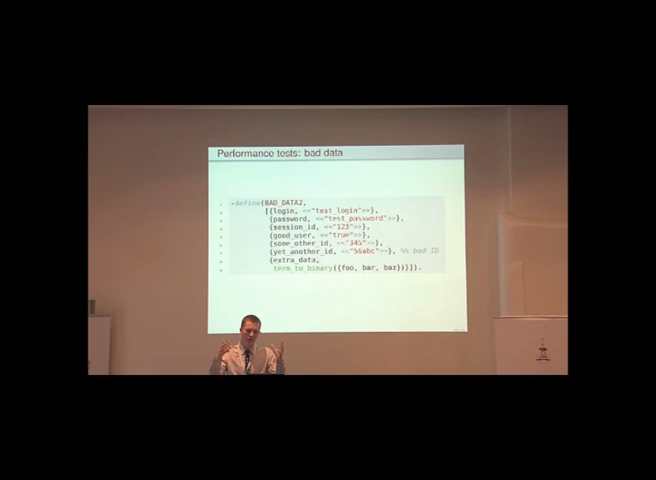 Performance tests: bad data
-define(BAD_DATA2,
[{login, <<"test_login">>},
{password, <<"test_password">>},
{session_id, <<"123">>},
{good_user, <<"true">>},
{some_other_id, <<"345">>},
{yet_another_id, <<"56abc">>}, %% bad ID
{extra_data,
term_to_binary({foo, bar, baz})}]).